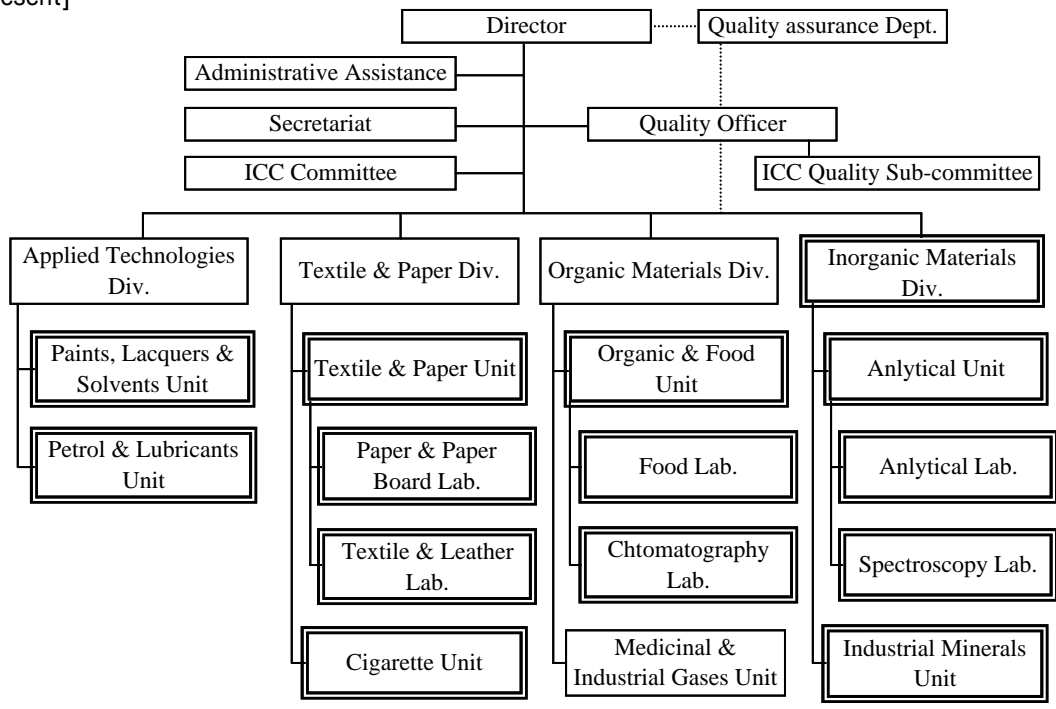 esent]
Director
Quality assurance Dept.
Administrative Assistance
Secretariat
Quality Officer
ICC Committee
ICC Quality Sub-committee
Applied Technologies
Div.
Textile & Paper Div.
Organic Materials Div.
Inorganic Materials
Div.
Paints, Lacquers &
Solvents Unit
Petrol & Lubricants
Unit
Textile & Paper Unit
Paper & Paper
Board Lab.
Textile & Leather
Lab.
Cigarette Unit
Organic & Food
Unit
Food Lab.
Chtomatography
Lab.
Medicinal &
Industrial Gases Unit
Anlytical Unit
Anlytical Lab.
Spectroscopy Lab.
Industrial Minerals
Unit